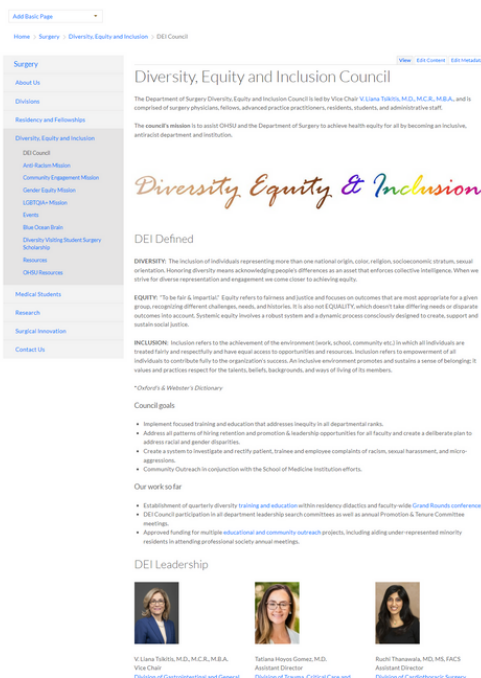 Add Basic Page
Home > Surgery > Diversity, Equity and Inclusion > DEI Council
View Edit Content Edit Metadat
Surgery
About Us
Divisions
Residency and Fellowships
Diversity, Equity and Inclusion
DEI Council
Anti-Racism Mission
Community Engagement Mission
Gender Equity Mission
LGBTQIA+ Mission
Events
Blue Ocean Brain
Diversity Visiting Student Surgery
Scholarship
Resources
OHSU Resources
Medical Students
Research
Surgical Innovation
Contact Us
Diversity, Equity and Inclusion Council
The Department of Surgery Diversity, Equity and Inclusion Council is led by Vice Chair V. Liana Tsikitis, M.D., M.C.R., M.B.A., and is
comprised of surgery physicians, fellows, advanced practice practitioners, residents, students, and administrative staff.
The council's mission is to assist OHSU and the Department of Surgery to achieve health equity for all by becoming an inclusive,
antiracist department and institution.
Diversity Equity & Inclusion
DEI Defined
DIVERSITY: The inclusion of individuals representing more than one national origin, color, religion, socioeconomic stratum, sexual
orientation. Honoring diversity means acknowledging people's differences as an asset that enforces collective intelligence. When we
strive for diverse representation and engagement we come closer to achieving equity.
EQUITY: "To be fair & impartial." Equity refers to fairness and justice and focuses on outcomes that are most appropriate for a given
group, recognizing different challenges, needs, and histories. It is also not EQUALITY, which doesn't take differing needs or disparate
outcomes into account. Systemic equity involves a robust system and a dynamic process consciously designed to create, support and
sustain social justice.
INCLUSION: Inclusion refers to the achievement of the environment (work, school, community etc.) in which all individuals are
treated fairly and respectfully and have equal access to opportunities and resources. Inclusion refers to empowerment of all
individuals to contribute fully to the organization's success. An inclusive environment promotes and sustains a sense of belonging; it
values and practices respect for the talents, beliefs, backgrounds, and ways of living of its members.
*Oxford's & Webster's Dictionary
Council goals
• Implement focused training and education that addresses inequity in all departmental ranks.
• Address all patterns of hiring retention and promotion & leadership opportunities for all faculty and create a deliberate plan to
address racial and gender disparities.
• Create a system to investigate and rectify patient, trainee and employee complaints of racism, sexual harassment, and micro-
aggressions.
• Community Outreach in conjunction with the School of Medicine Institution efforts.
Our work so far
• Establishment of quarterly diversity training and education within residency didactics and faculty-wide Grand Rounds conference
• DEI Council participation in all department leadership search committees as well as annual Promotion & Tenure Committee
meetings.
• Approved funding for multiple educational and community outreach projects, including aiding under-represented minority
residents in attending professional society annual meetings.
DEI Leadership
V. Liana Tsikitis, M.D., M.C.R., M.B.A.
Vice Chair
Division of Gastrointestinal and General
Tatiana Hoyos Gomez, M.D.
Assistant Director
Division of Trauma, Critical Care and
Ruchi Thanawala, MD, MS, FACS
Assistant Director
Division of Cardiothoracic Surgery